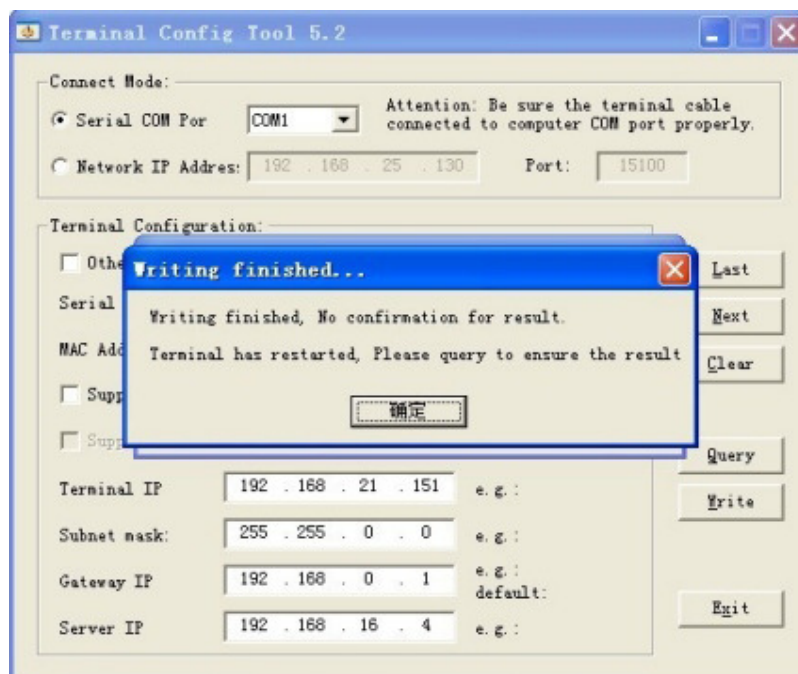 Terminal Config Tool 5.2
Connect Mode:
Serial COM Por
COM1
Attention: Be sure the terminal cable
connected to computer COM port properly.
Network IP Addres:
192 . 168 . 25 . 130
Port:
15100
Terminal Configuration:
Othe
Writing finished...
Last
Serial
Writing finished, No confirmation for result.
Next
MAC Add
Terminal has restarted, Please query to ensure the result
Clear
Supp
确定
Supp
Query
Terminal IP
192 . 168 . 21 . 151
e.g.:
Write
Subnet mask:
255 . 255 . 0 . 0
e.g.:
Gateway IP
192 . 168 . 0 . 1
e.g.:
default:
Exit
Server IP
192 . 168 . 16 . 4
e.g.: